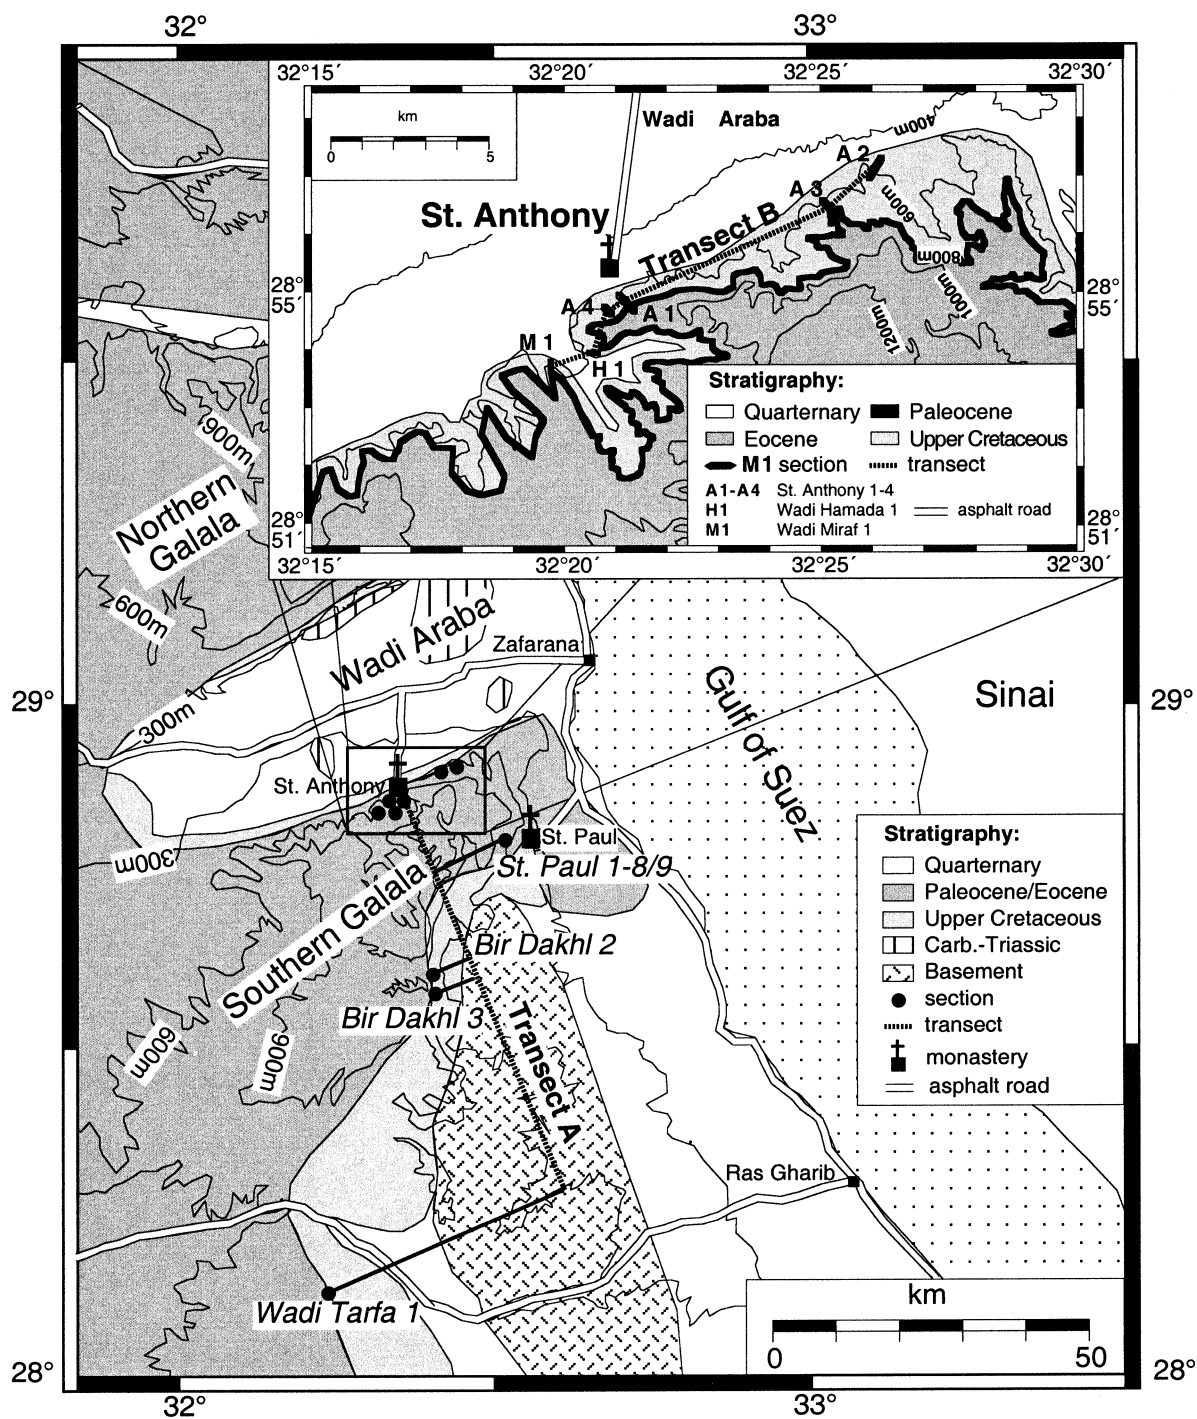 32° 33°
32°15′ 32°20′ 32°25′ 32°30′
km
0 5
Wadi Araba
400m
A 2
A 3
600m
St. Anthony
Transect B
800m
28°
55′
28°
55′
1000m
A 4
A 1
1200m
M 1
H 1
Stratigraphy:
Quarternary Paleocene
Eocene Upper Cretaceous
M1 section transect
A1-A4 St. Anthony 1-4
H1 Wadi Hamada 1 asphalt road
M1 Wadi Miraf 1
28°
51′
28°
51′
32°15′ 32°20′ 32°25′ 32°30′
900m
Northern
Galala
600m
Wadi Araba
Zafarana
29°
29°
300m
Gulf of Suez
Sinai
St. Anthony
St. Paul
300m
St. Paul 1-8/9
Southern Galala
Bir Dakhl 2
Bir Dakhl 3
600m
900m
Transect A
Stratigraphy:
Quarternary
Paleocene/Eocene
Upper Cretaceous
Carb.-Triassic
Basement
section
transect
monastery
asphalt road
Ras Gharib
Wadi Tarfa 1
km
0 50
28°
28°
32° 33°